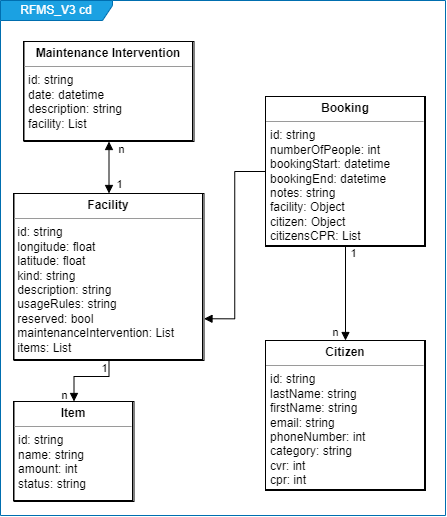 RFMS_V3 cd
Maintenance Intervention
id: string
date: datetime
description: string
facility: List
n
1
Facility
id: string
longitude: float
latitude: float
kind: string
description: string
usageRules: string
reserved: bool
maintenanceIntervention: List
items: List
1
n
Item
id: string
name: string
amount: int
status: string
Booking
id: string
numberOfPeople: int
bookingStart: datetime
bookingEnd: datetime
notes: string
facility: Object
citizen: Object
citizensCPR: List
1
n
Citizen
id: string
lastName: string
firstName: string
email: string
phoneNumber: int
category: string
cvr: int
cpr: int